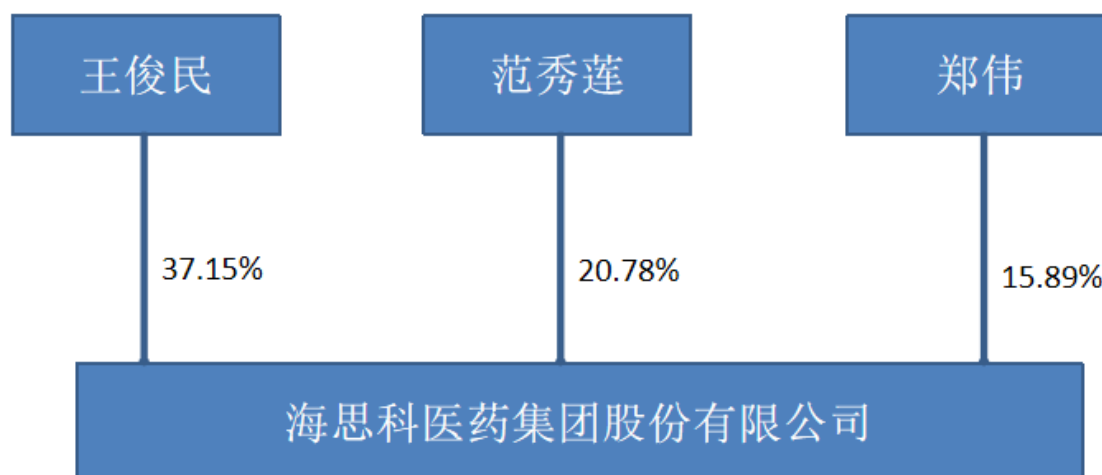 王俊民
范秀莲
郑伟
37.15%
20.78%
15.89%
海思科医药集团股份有限公司